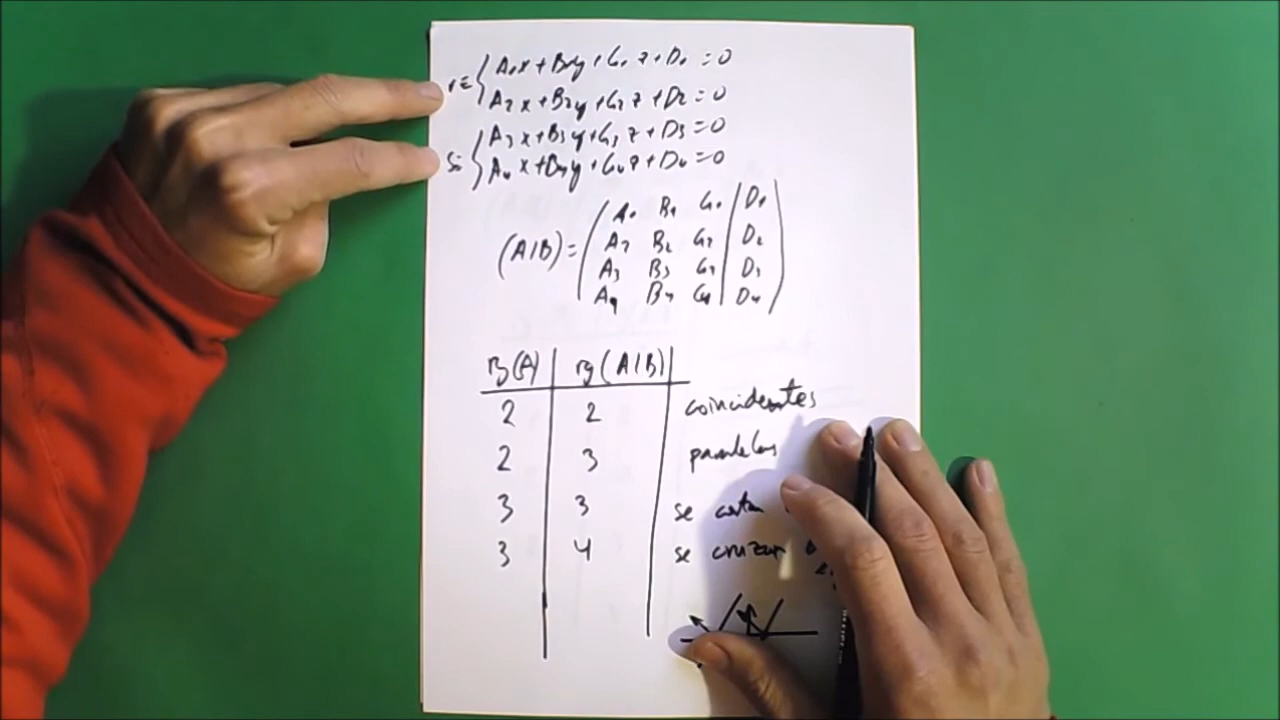 r≡ { A₁x + B₁y + C₁z + D₁ = 0
A₂x + B₂y + C₂z + D₂ = 0
s≡ { A₃x + B₃y + C₃z + D₃ = 0
A₄x + B₄y + C₄z + D₄ = 0
A₁ B₁ C₁ | D₁
(A|B) = A₂ B₂ C₂ | D₂
A₃ B₃ C₃ | D₃
A₄ B₄ C₄ | D₄
rg(A) | rg(A|B) |
2 | 2 | coincidentes
2 | 3 | paralelas
3 | 3 | se cortan
3 | 4 | se cruzan